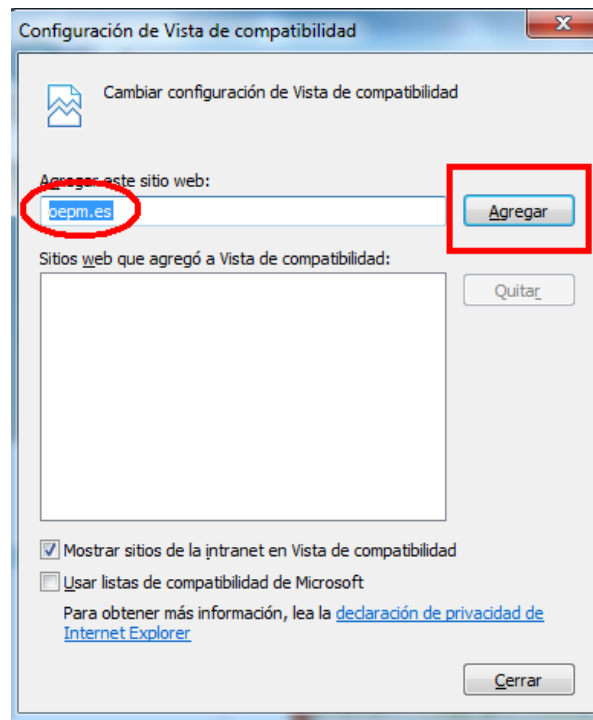 Configuración de Vista de compatibilidad
x
Cambiar configuración de Vista de compatibilidad
Agregar este sitio web:
oepm.es
Agregar
Sitios web que agregó a Vista de compatibilidad:
Quitar
Mostrar sitios de la intranet en Vista de compatibilidad
Usar listas de compatibilidad de Microsoft
Para obtener más información, lea la declaración de privacidad de
Internet Explorer
Cerrar